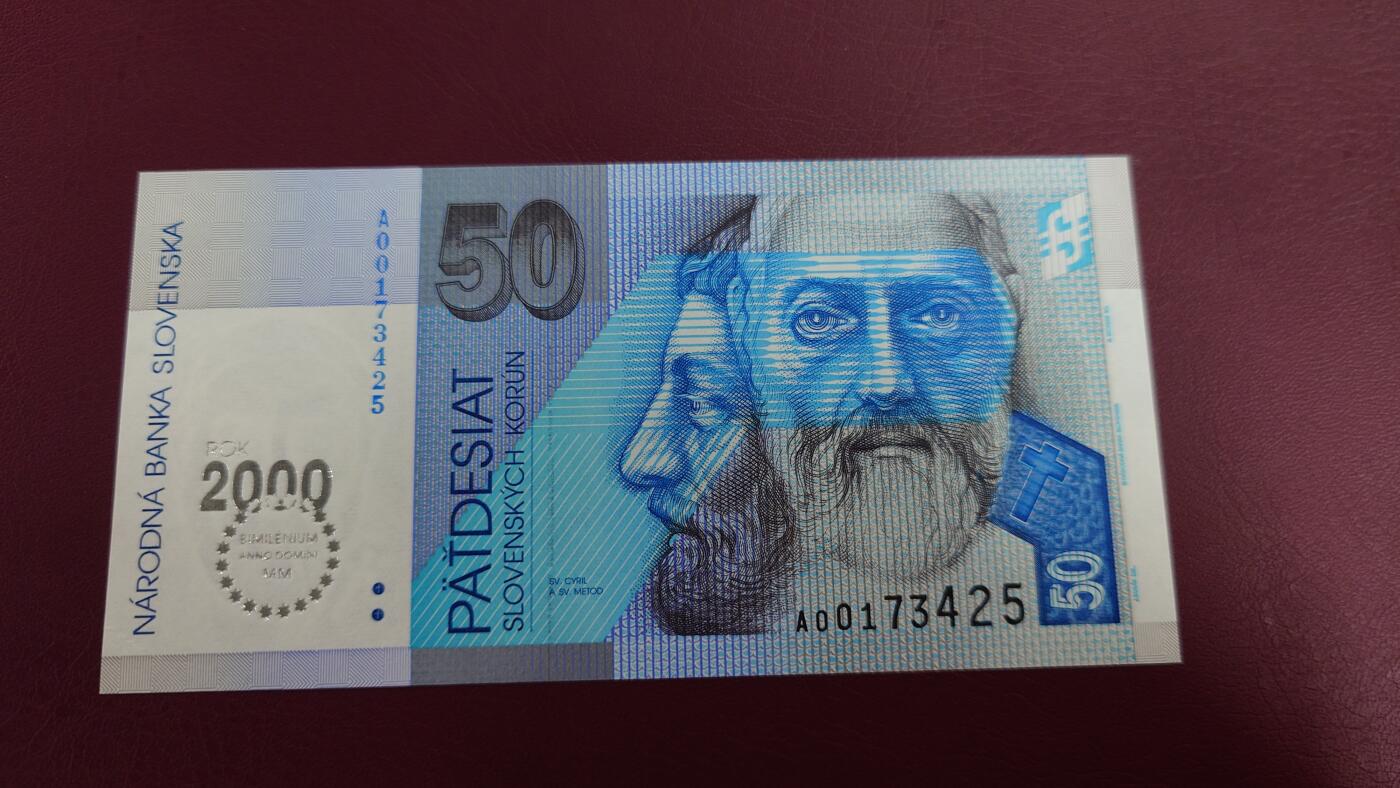 NÁRODNÁ BANKA SLOVENSKA
A00173425
ROK
2000
BIMILENIUM
ANNO DOMINI
MM
50
PÄŤDESIAT
SLOVENSKÝCH KORÚN
SV. CYRIL
A SV. METOD
A00173425
50